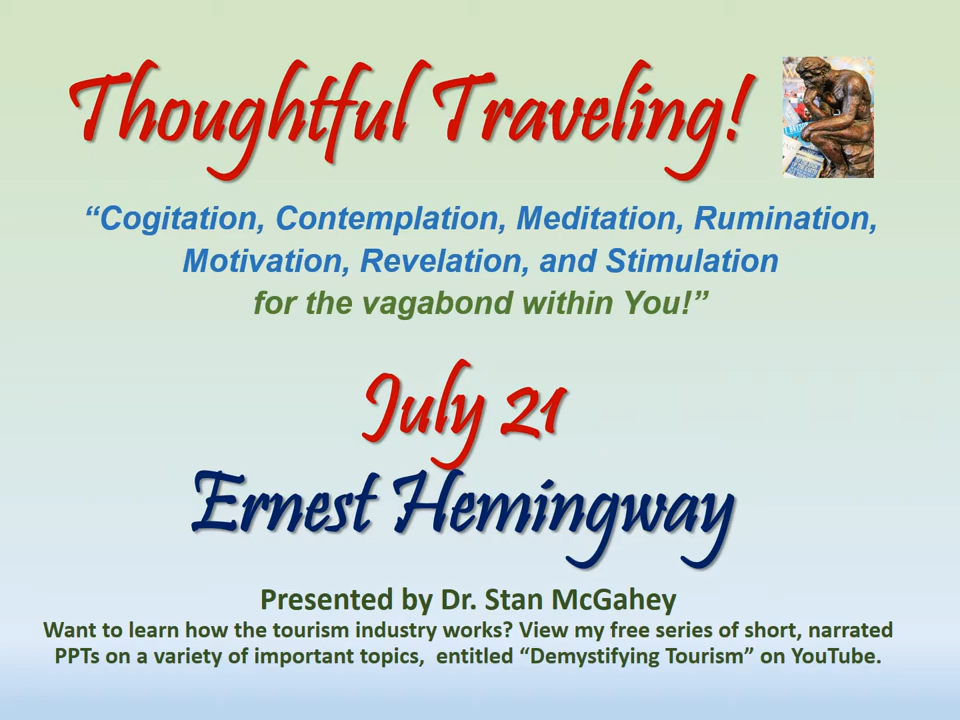 Thoughtful Traveling!
“Cogitation, Contemplation, Meditation, Rumination,
Motivation, Revelation, and Stimulation
for the vagabond within You!”
July 21
Ernest Hemingway
Presented by Dr. Stan McGahey
Want to learn how the tourism industry works? View my free series of short, narrated
PPTs on a variety of important topics,  entitled “Demystifying Tourism” on YouTube.